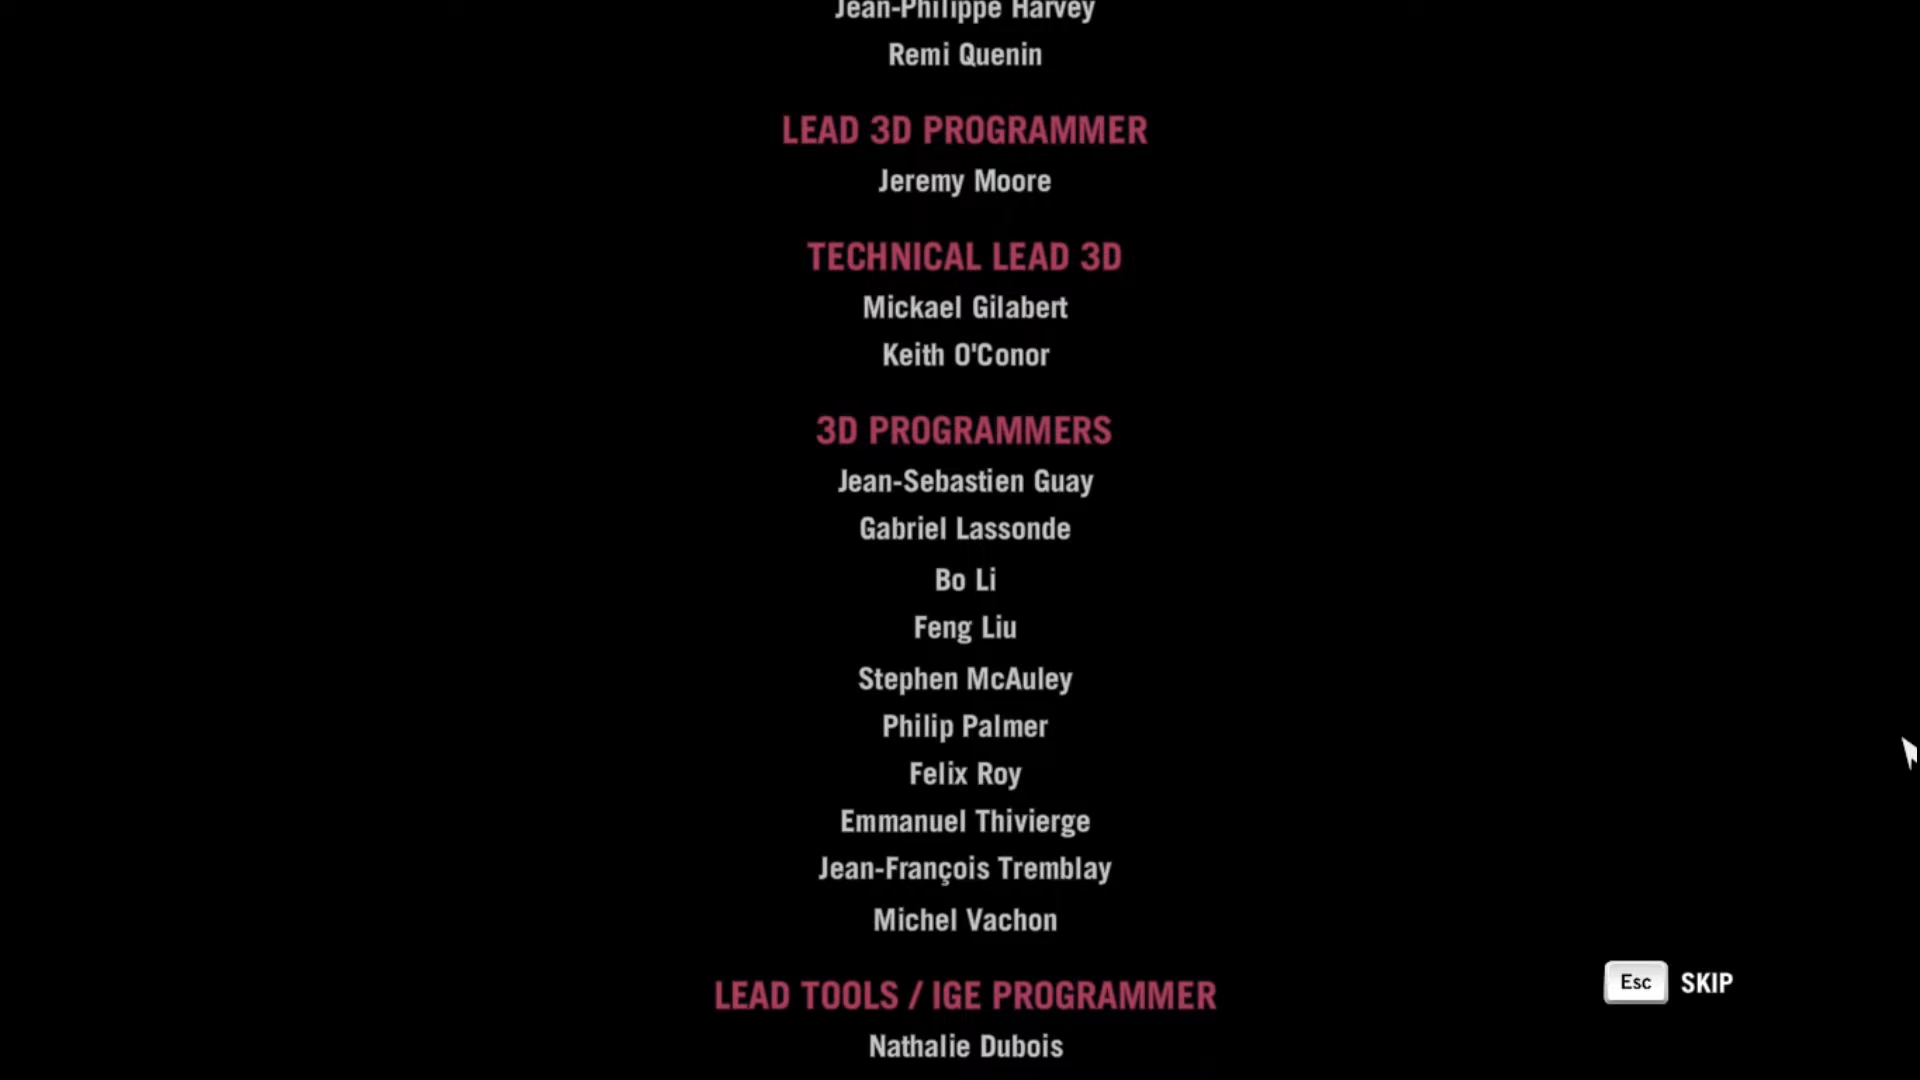 Jean-Philippe Harvey
Remi Quenin
LEAD 3D PROGRAMMER
Jeremy Moore
TECHNICAL LEAD 3D
Mickael Gilabert
Keith O'Conor
3D PROGRAMMERS
Jean-Sebastien Guay
Gabriel Lassonde
Bo Li
Feng Liu
Stephen McAuley
Philip Palmer
Felix Roy
Emmanuel Thivierge
Jean-François Tremblay
Michel Vachon
LEAD TOOLS / IGE PROGRAMMER
Nathalie Dubois
Esc SKIP